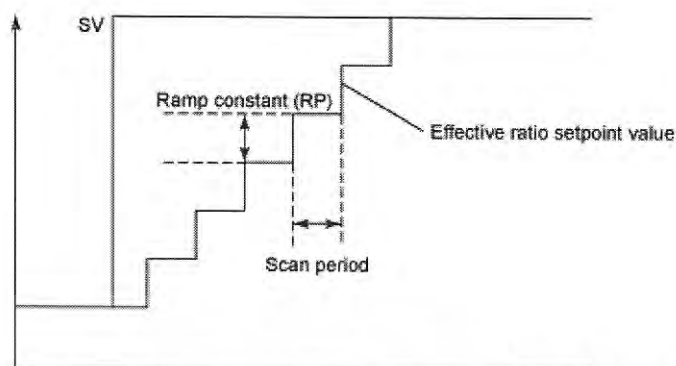 SV
Ramp constant (RP)
Effective ratio setpoint value
Scan period